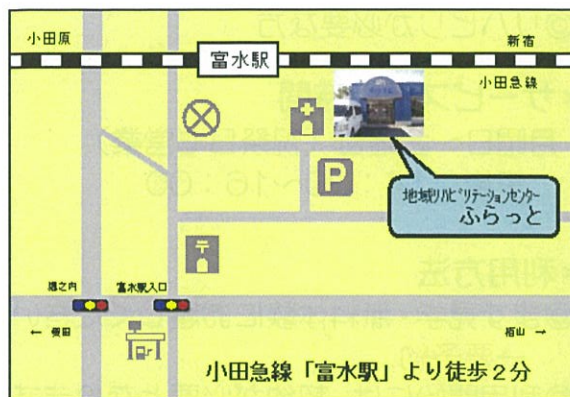 小田原
新宿
富水駅
小田急線
P
地域ﾘﾊﾋﾞﾘﾃｰｼｮﾝｾﾝﾀｰ
ふらっと
〒
堀之内
富水駅入口
栢山 →
小田急線「富水駅」より徒歩２分